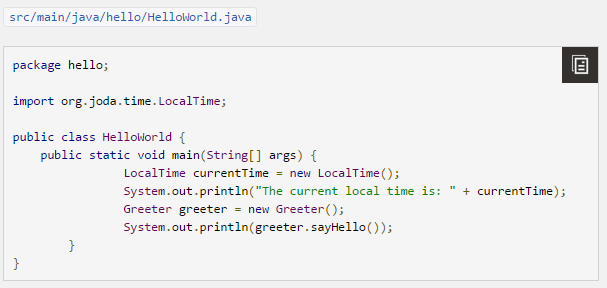 src/main/java/hello/HelloWorld.java
package hello;
import org.joda.time.LocalTime;
public class HelloWorld {
public static void main(String[] args) {
LocalTime currentTime = new LocalTime();
System.out.println("The current local time is: " + currentTime);
Greeter greeter = new Greeter();
System.out.println(greeter.sayHello());
}
}